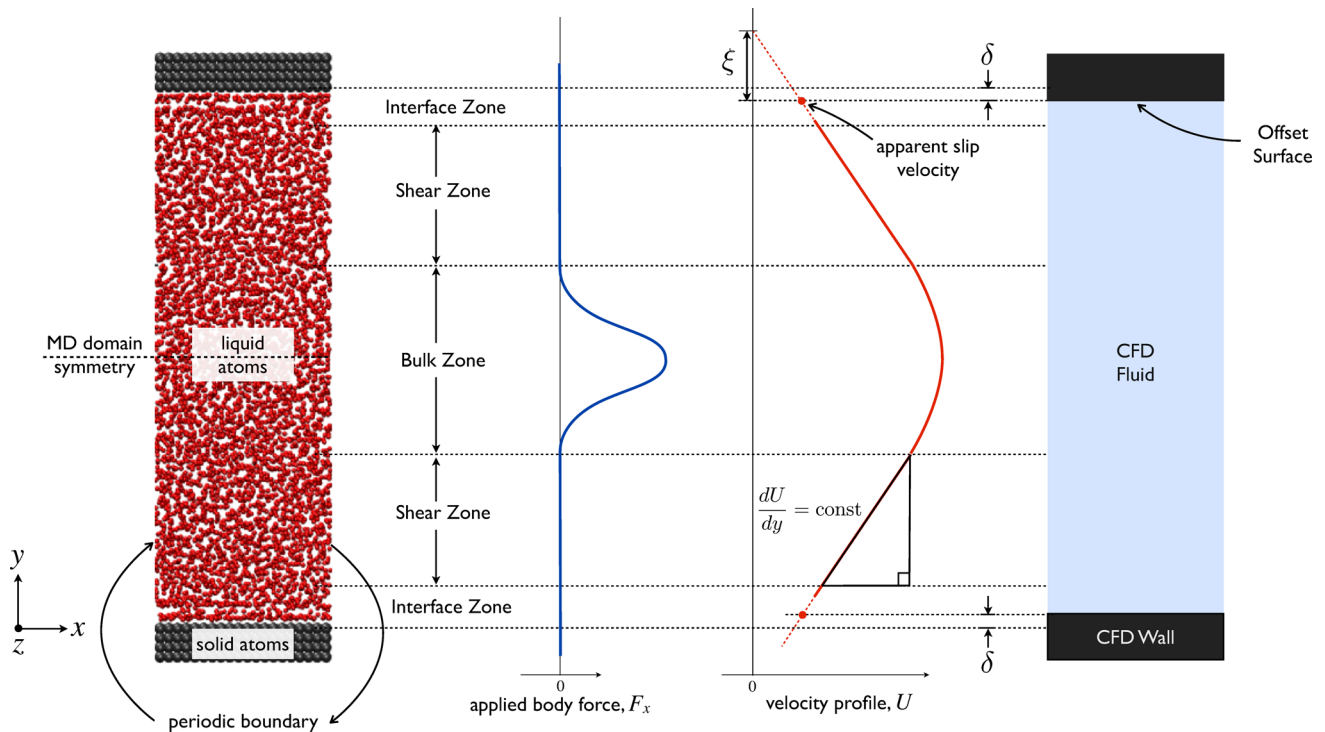 Interface Zone
Shear Zone
Bulk Zone
Shear Zone
Interface Zone
MD domain
symmetry
liquid
atoms
solid atoms
periodic boundary
y
x
z
0
applied body force, Fₓ
ξ
apparent slip
velocity
dU
dy
= const
0
velocity profile, U
δ
δ
Offset
Surface
CFD
Fluid
CFD Wall